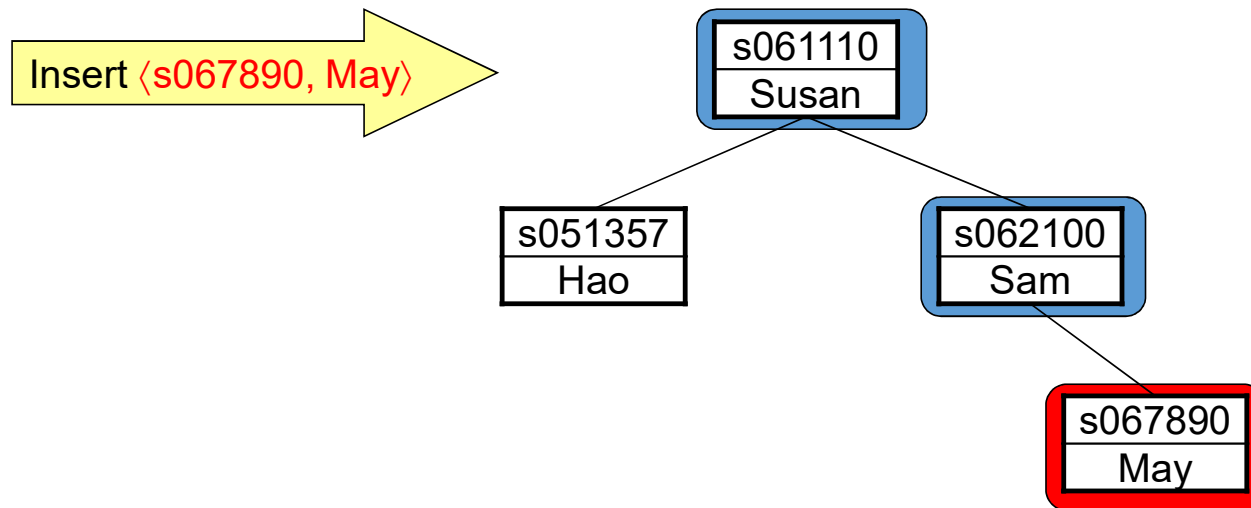 Insert ⟨s067890, May⟩
s061110
Susan
s051357
Hao
s062100
Sam
s067890
May